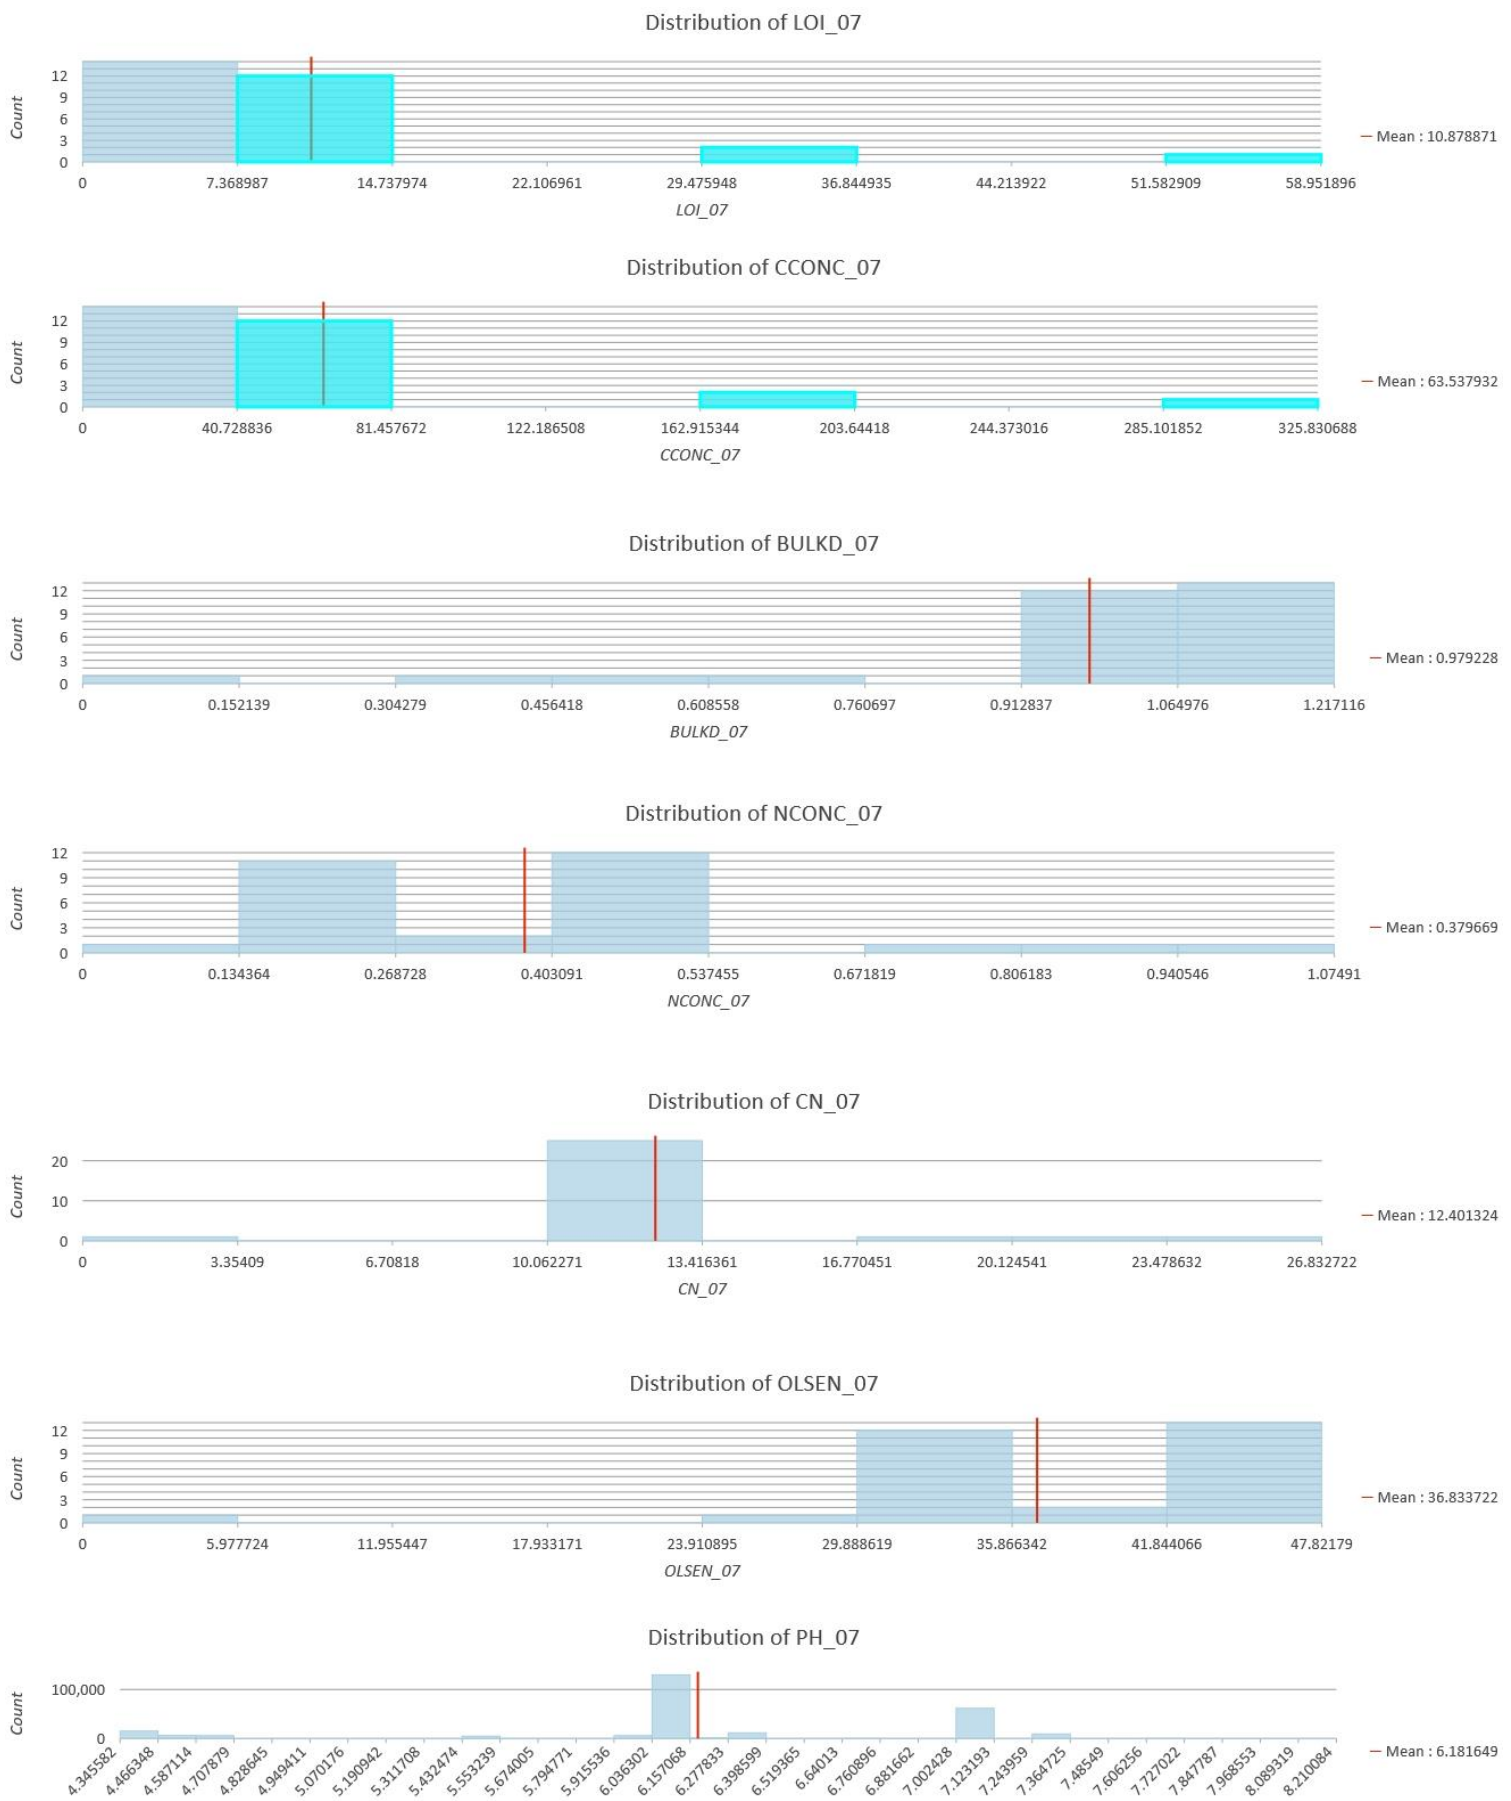 Distribution of LOI_07
Count
12
9
6
3
0
0 7.368987 14.737974 22.106961 29.475948 36.844935 44.213922 51.582909 58.951896
LOI_07
Mean : 10.878871
Distribution of CCONC_07
Count
12
9
6
3
0
0 40.728836 81.457672 122.186508 162.915344 203.64418 244.373016 285.101852 325.830688
CCONC_07
Mean : 63.537932
Distribution of BULKD_07
Count
12
9
6
3
0
0 0.152139 0.304279 0.456418 0.608558 0.760697 0.912837 1.064976 1.217116
BULKD_07
Mean : 0.979228
Distribution of NCONC_07
Count
12
9
6
3
0
0 0.134364 0.268728 0.403091 0.537455 0.671819 0.806183 0.940546 1.07491
NCONC_07
Mean : 0.379669
Distribution of CN_07
Count
20
10
0
0 3.35409 6.70818 10.062271 13.416361 16.770451 20.124541 23.478632 26.832722
CN_07
Mean : 12.401324
Distribution of OLSEN_07
Count
12
9
6
3
0
0 5.977724 11.955447 17.933171 23.910895 29.888619 35.866342 41.844066 47.82179
OLSEN_07
Mean : 36.833722
Distribution of PH_07
Count
100,000
0
4.345582 4.466348 4.587114 4.707879 4.828645 4.949411 5.070176 5.190942 5.311708 5.432474 5.553239 5.674005 5.794771 5.915536 6.036302 6.157068 6.277833 6.398599 6.519365 6.64013 6.760896 6.881662 7.002428 7.123193 7.243959 7.364725 7.48549 7.606256 7.727022 7.847787 7.968553 8.089319 8.210084
Mean : 6.181649